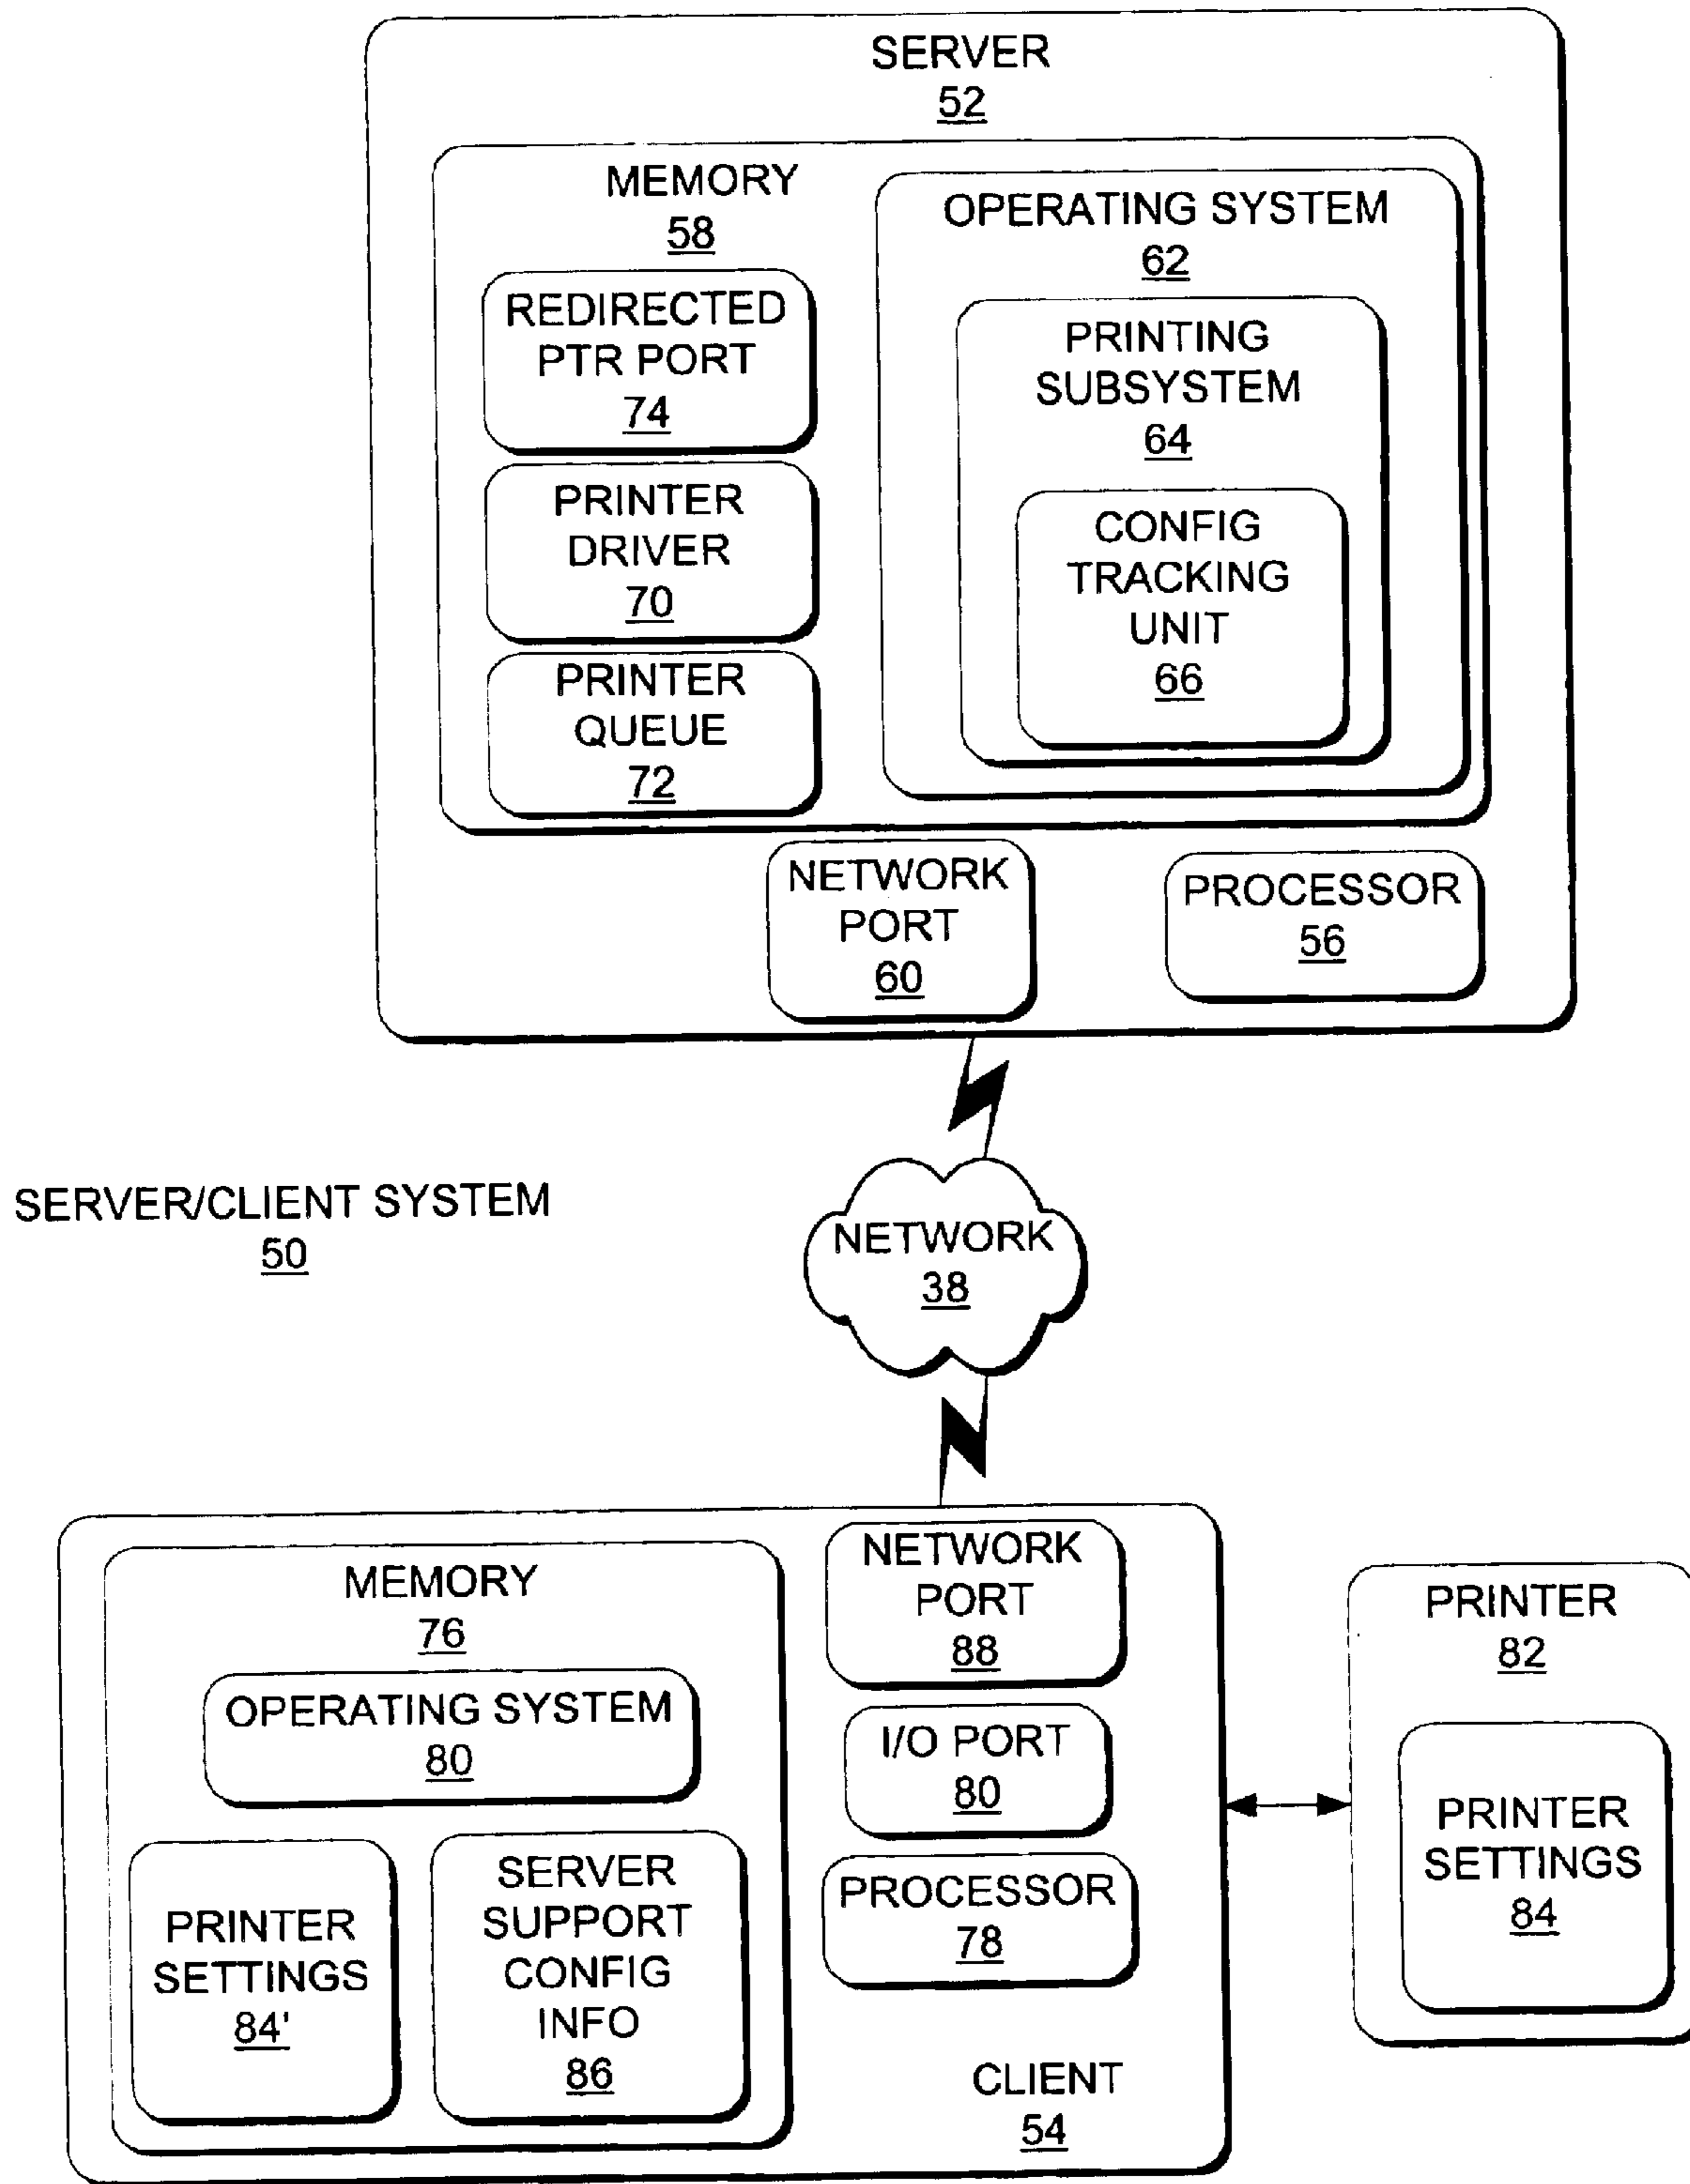 SERVER
52
MEMORY
58
REDIRECTED
PTR PORT
74
PRINTER
DRIVER
70
PRINTER
QUEUE
72
OPERATING SYSTEM
62
PRINTING
SUBSYSTEM
64
CONFIG
TRACKING
UNIT
66
NETWORK
PORT
60
PROCESSOR
56
SERVER/CLIENT SYSTEM
50
NETWORK
38
MEMORY
76
OPERATING SYSTEM
80
PRINTER
SETTINGS
84'
SERVER
SUPPORT
CONFIG
INFO
86
NETWORK
PORT
88
I/O PORT
80
PROCESSOR
78
CLIENT
54
PRINTER
82
PRINTER
SETTINGS
84